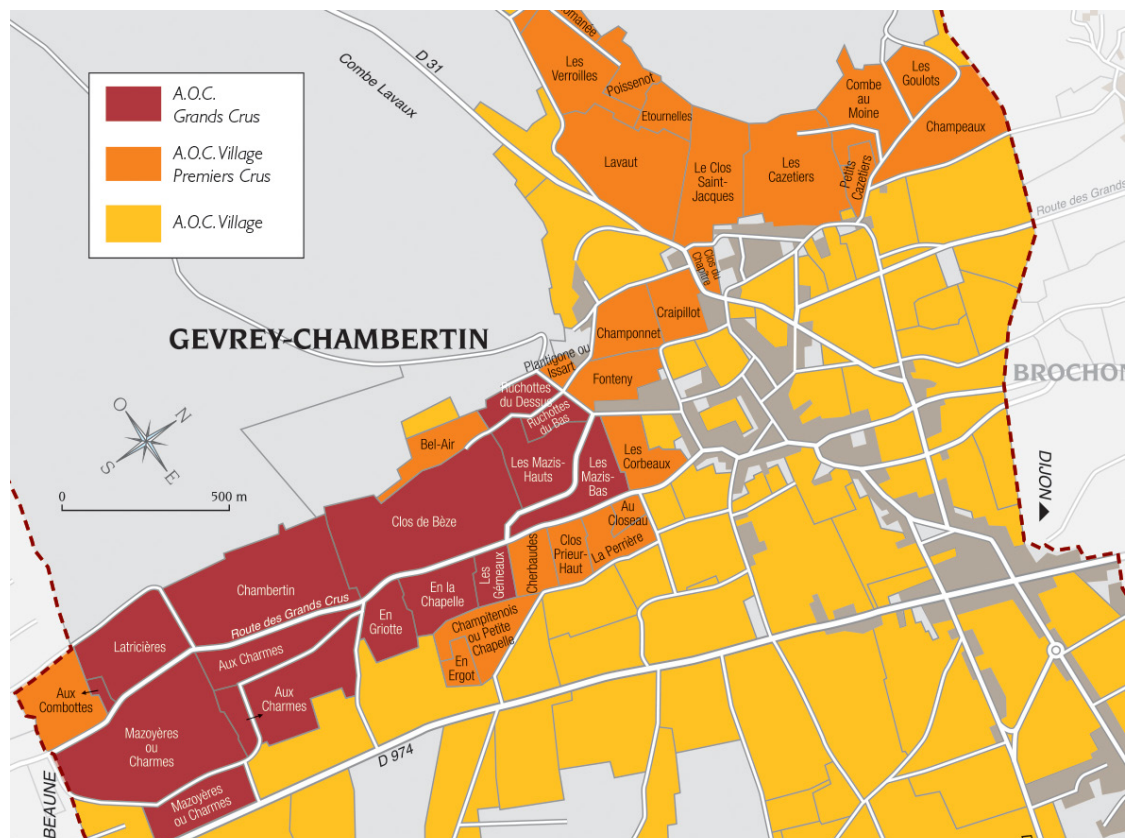 A.O.C.
Grands Crus
A.O.C. Village
Premiers Crus
A.O.C. Village
D 31
Combe Lavaux
Les
Verroilles
Poissenot
Etournelles
Lavaut
Le Clos
Saint-
Jacques
Les
Cazetiers
Petits
Cazetiers
Combe
au
Moine
Les
Goulots
Champeaux
Route des Grands
Clos du
Chapître
Craipillot
Champonnet
Fonteny
GEVREY-CHAMBERTIN
BROCHON
DIJON
Plantigone ou
Issart
Ruchottes
du Dessus
Ruchottes
du Bas
Bel-Air
Les Mazis-
Hauts
Les
Mazis-
Bas
Les
Corbeaux
Au
Closeau
La Perrière
Clos
Prieur-
Haut
Cherbaudes
Les
Gémeaux
En la
Chapelle
Champitenois
ou Petite
Chapelle
En
Ergot
En
Griotte
Clos de Bèze
Chambertin
Route des Grands Crus
Latricières
Aux Charmes
Aux
Charmes
Aux
Combottes
Mazoyères
ou
Charmes
Mazoyères
ou Charmes
D 974
BEAUNE
O
N
S
E
0
500 m